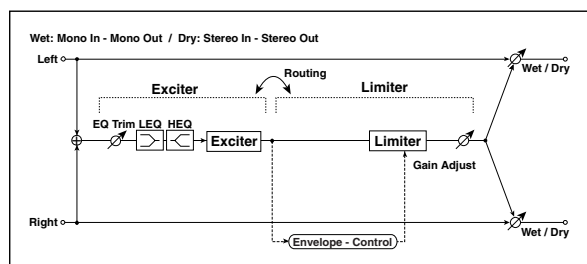 Wet: Mono In - Mono Out / Dry: Stereo In - Stereo Out
Left
Wet / Dry
Routing
Exciter
Limiter
EQ Trim LEQ HEQ
Exciter
Limiter
Gain Adjust
Right
Wet / Dry
Envelope - Control